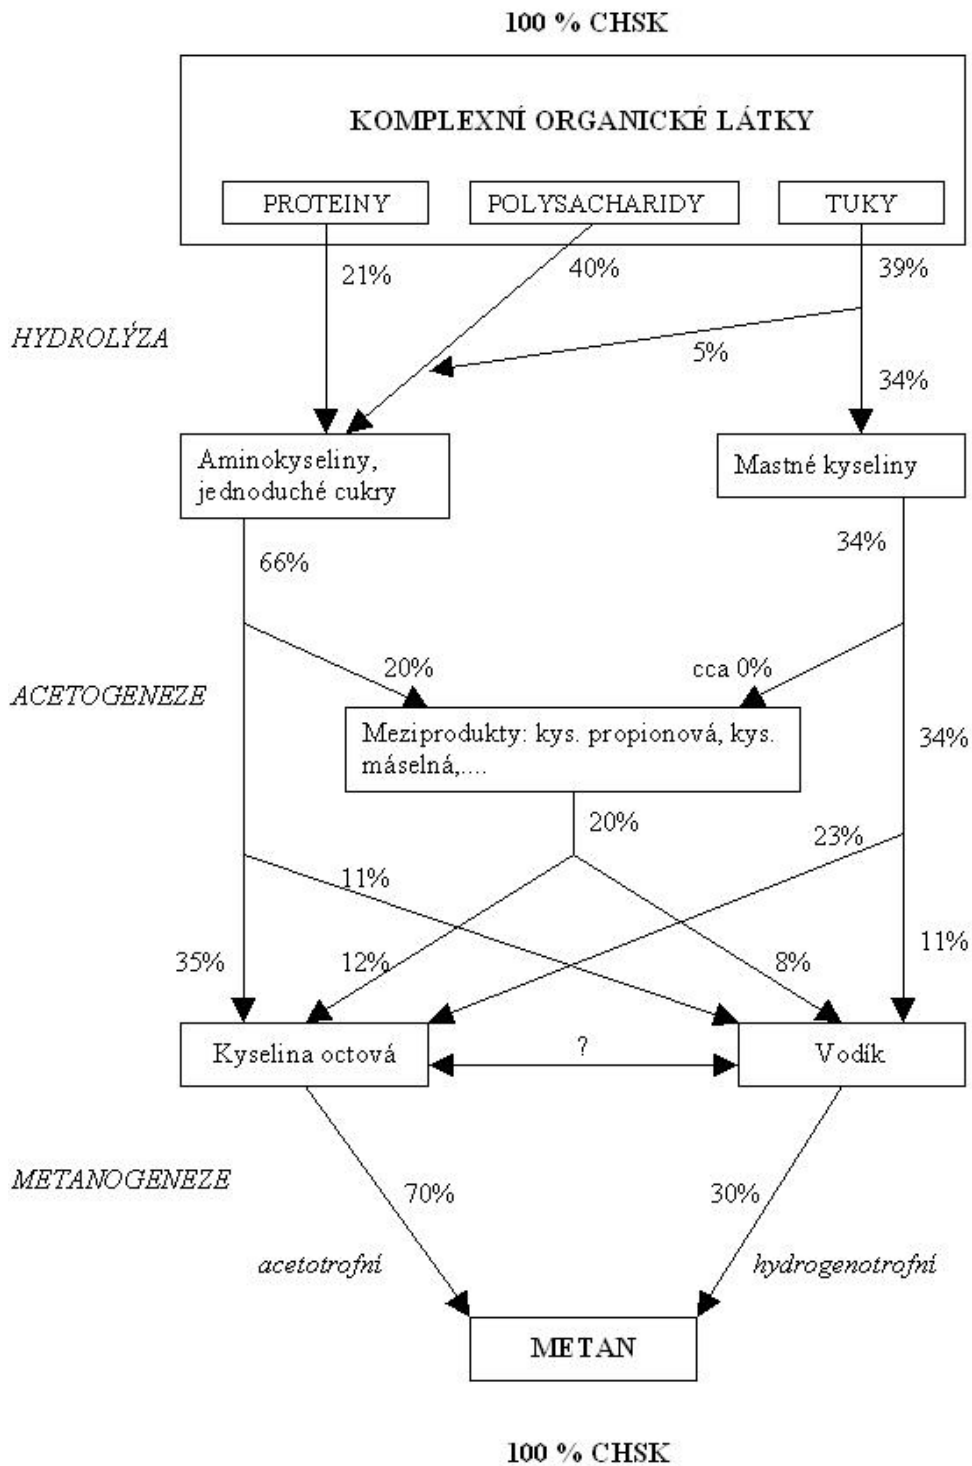 100 % CHSK
KOMPLEXNÍ ORGANICKÉ LÁTKY
PROTEINY
POLYSACHARIDY
TUKY
21%
40%
39%
HYDROLÝZA
5%
34%
Aminokyseliny,
jednoduché cukry
Mastné kyseliny
66%
34%
20%
cca 0%
ACETOGENEZE
Meziprodukty: kys. propionová, kys.
máselná,....
34%
20%
23%
11%
35%
12%
8%
11%
Kyselina octová
?
Vodík
METANOGENEZE
70%
30%
acetotrofní
hydrogenotrofní
METAN
100 % CHSK